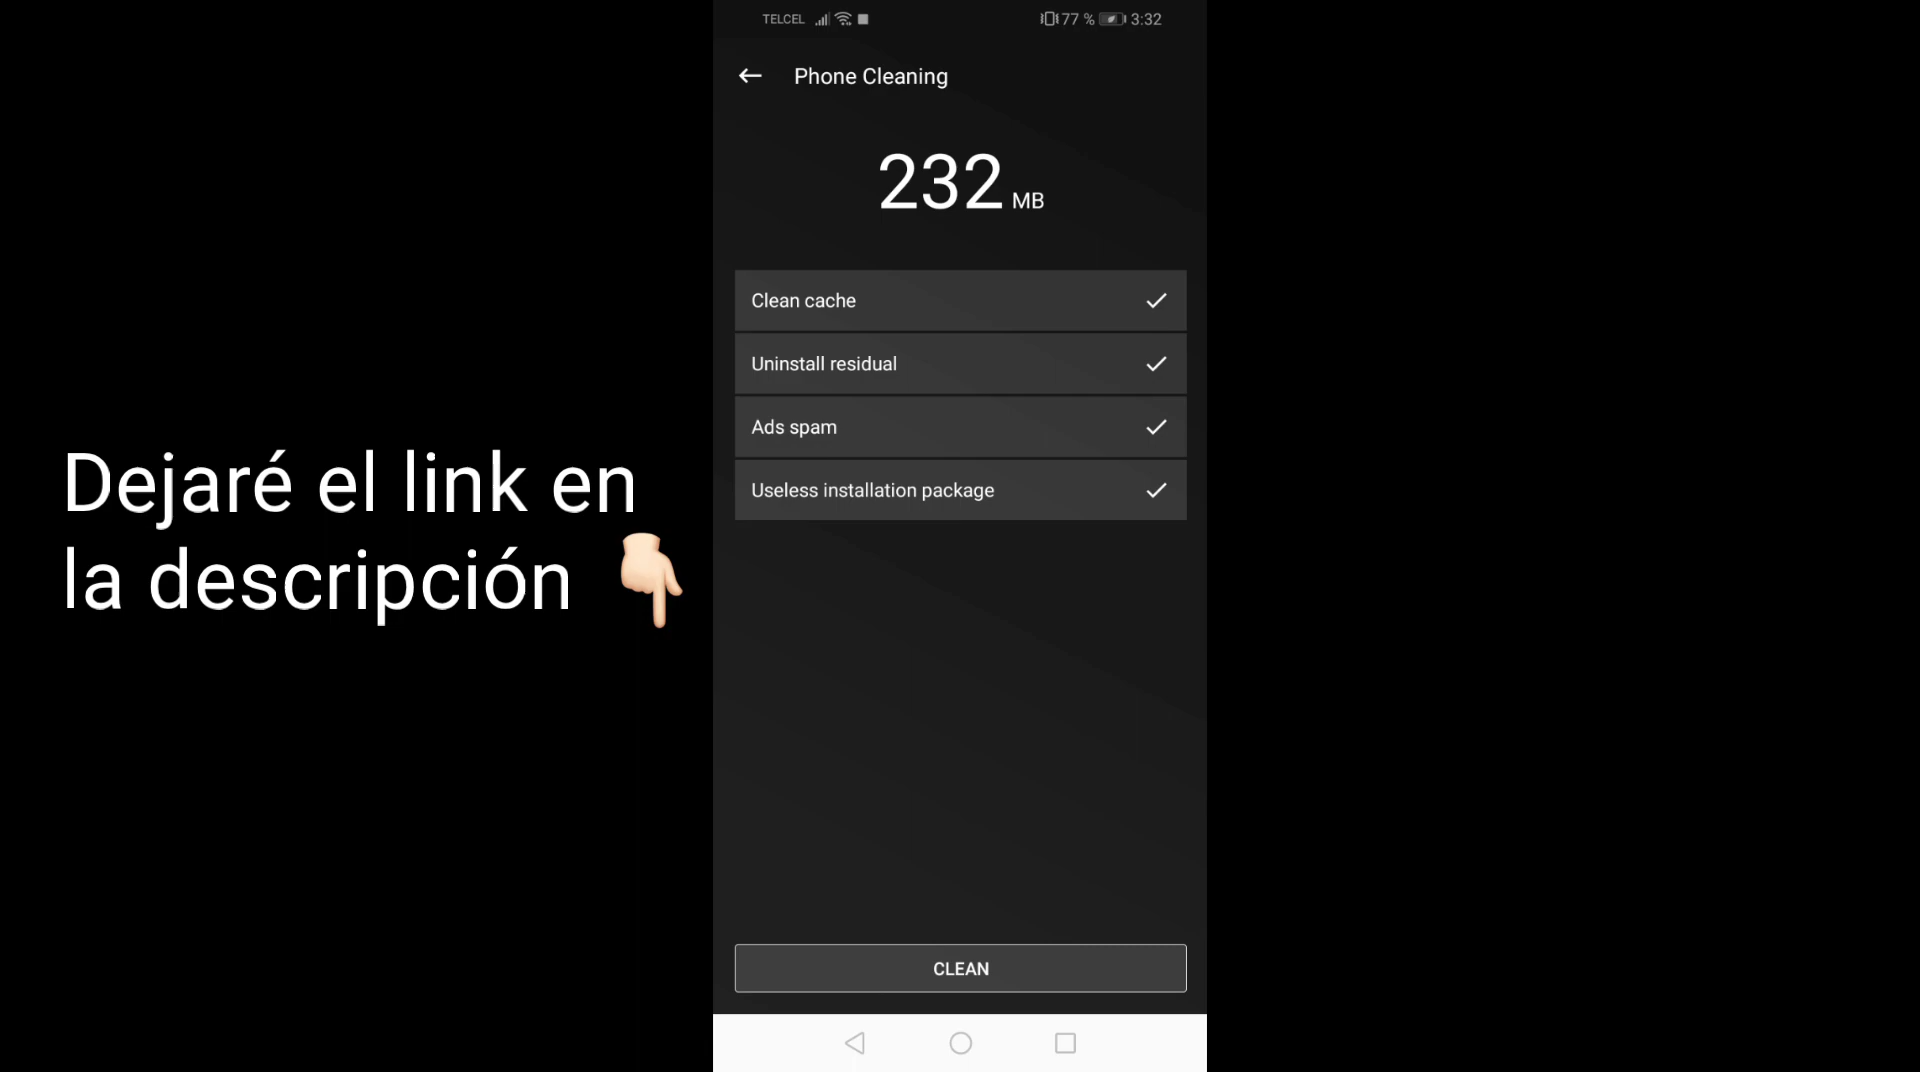 TELCEL 77 % 3:32
Phone Cleaning
232 MB
Clean cache
Uninstall residual
Ads spam
Useless installation package
Dejaré el link en
la descripción
CLEAN